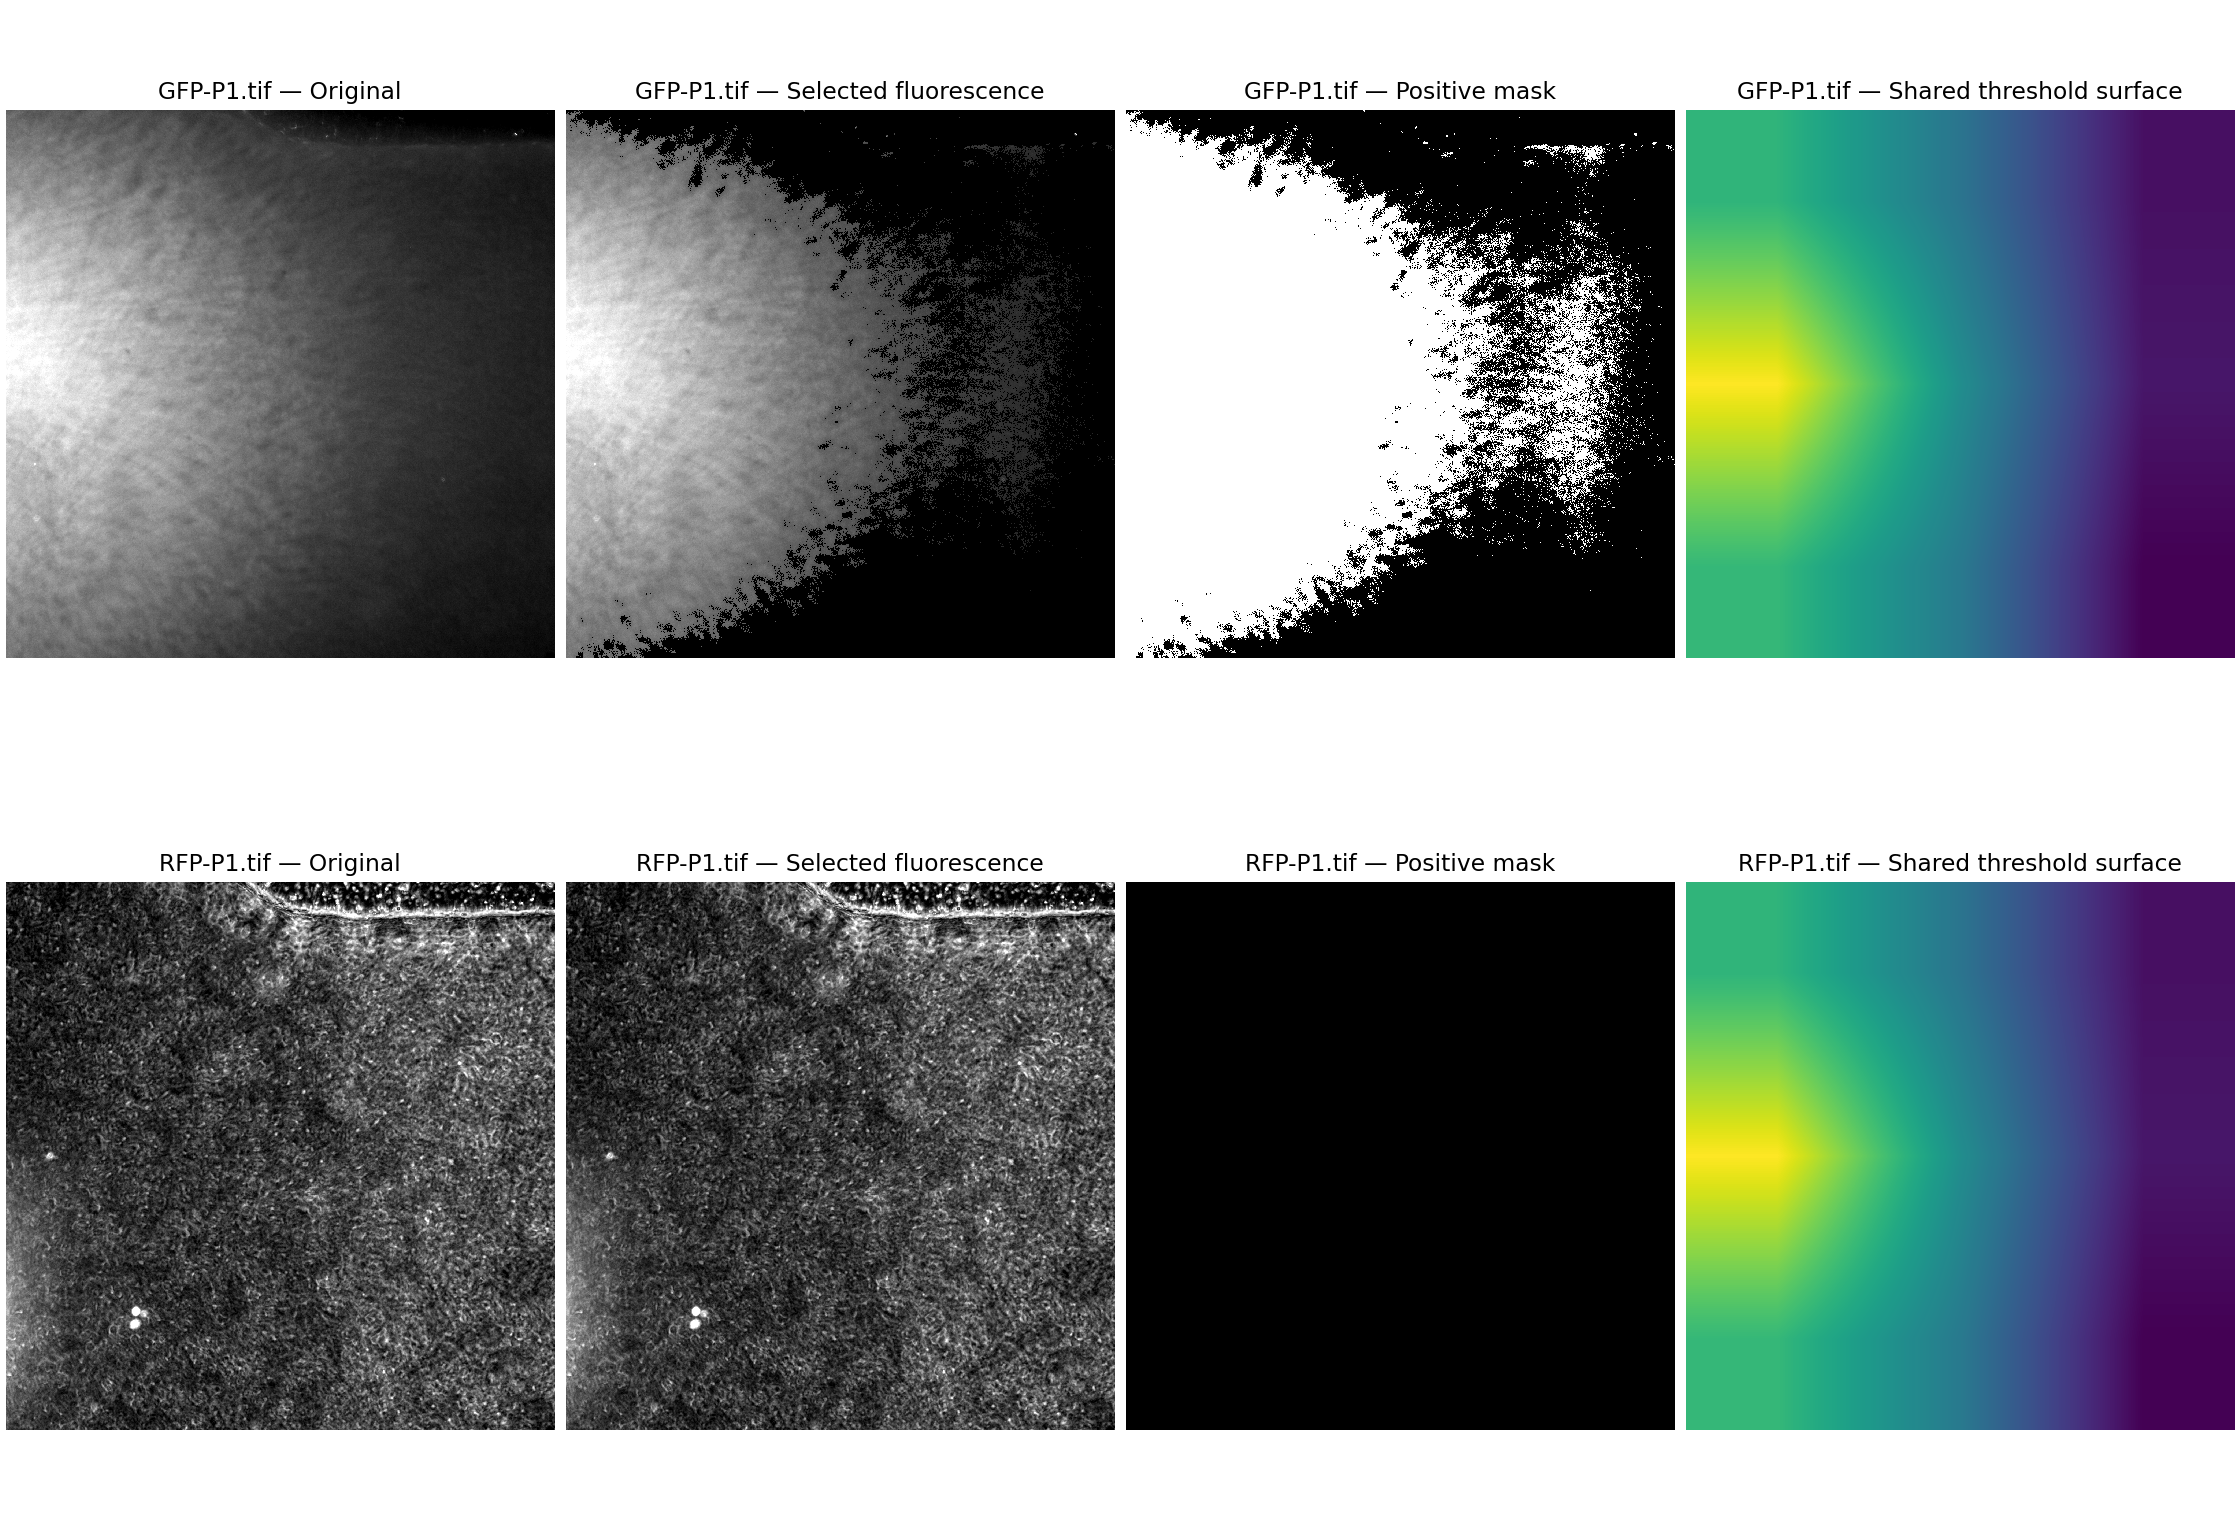 GFP-P1.tif — Original
GFP-P1.tif — Selected fluorescence
GFP-P1.tif — Positive mask
GFP-P1.tif — Shared threshold surface
RFP-P1.tif — Original
RFP-P1.tif — Selected fluorescence
RFP-P1.tif — Positive mask
RFP-P1.tif — Shared threshold surface